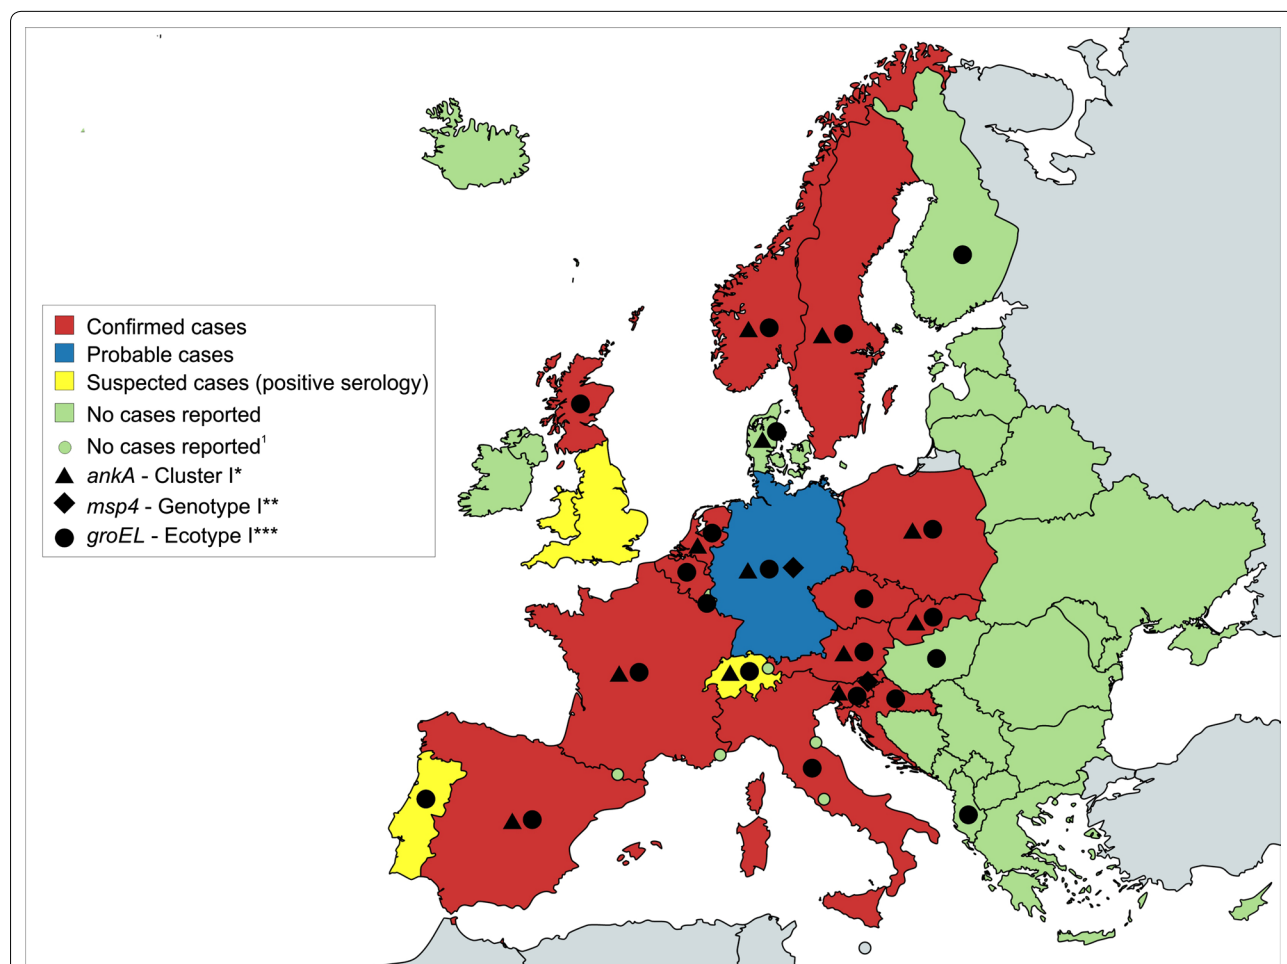 Confirmed cases
Probable cases
Suspected cases (positive serology)
No cases reported
No cases reported¹
ankA - Cluster I*
msp4 - Genotype I**
groEL - Ecotype I***